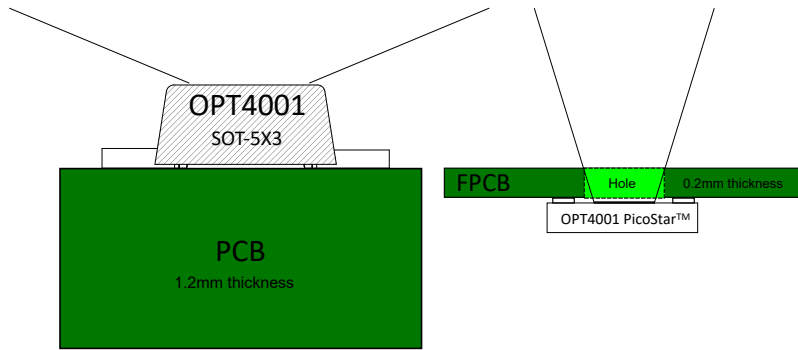 OPT4001
SOT-5X3
PCB
1.2mm thickness
FPCB
Hole
0.2mm thickness
OPT4001 PicoStar™